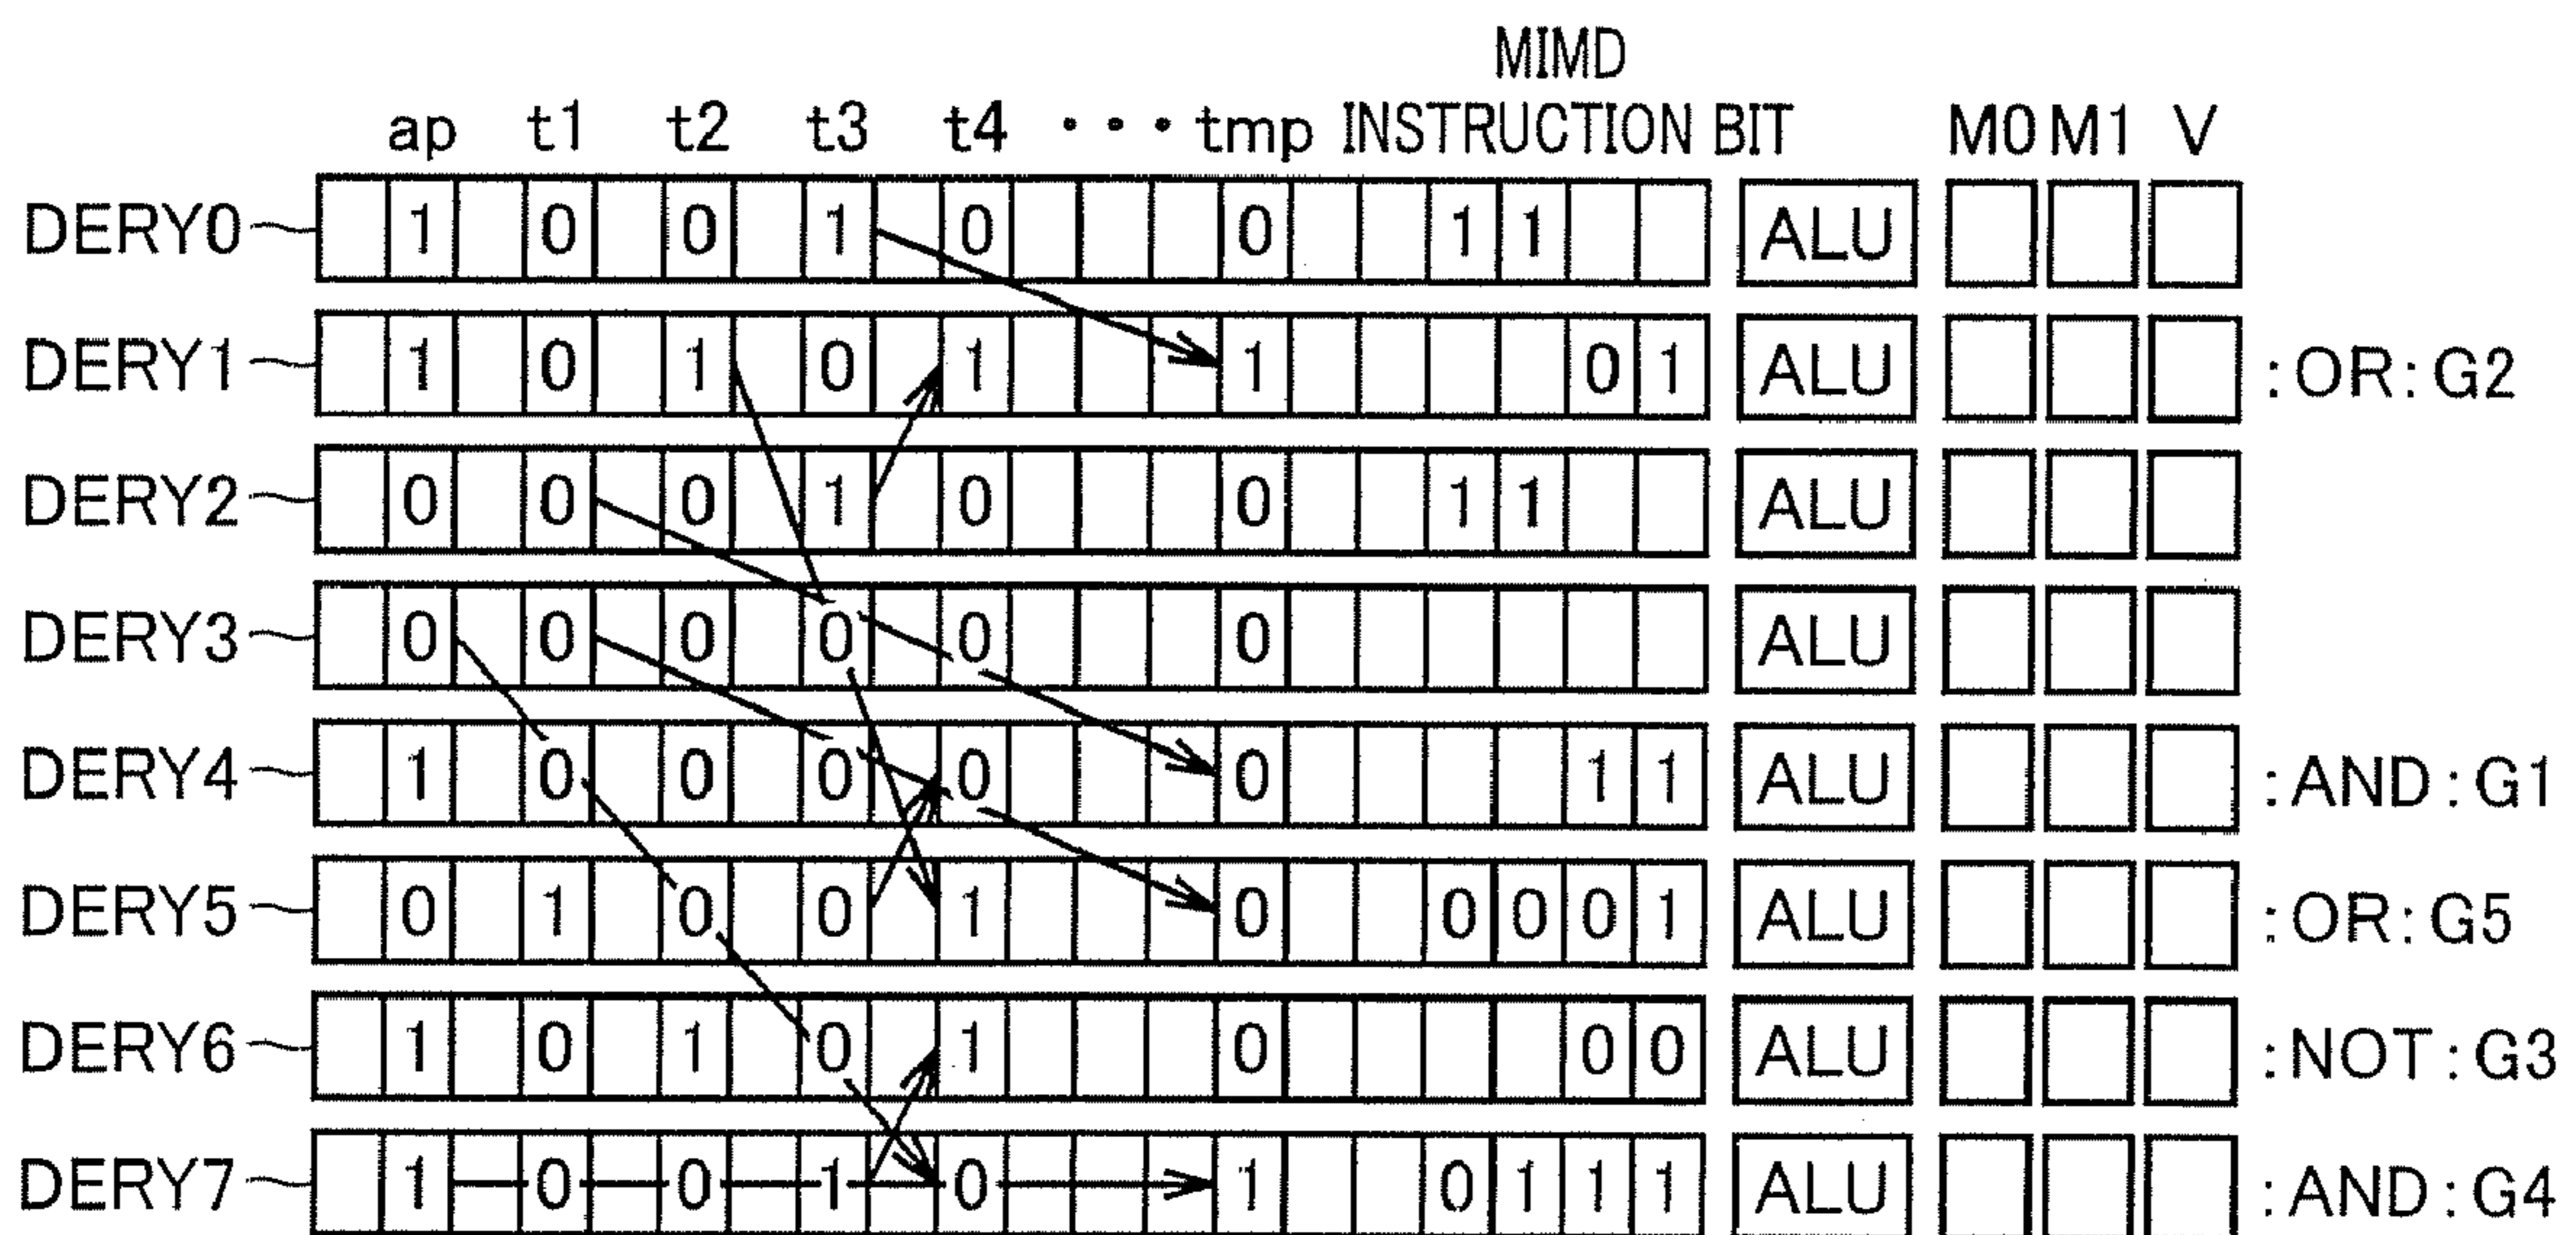 MIMD
ap t1 t2 t3 t4 ・・・ tmp INSTRUCTION BIT M0 M1 V
DERY0 1 0 0 1 0 0 1 1 ALU
DERY1 1 0 1 0 1 1 0 1 ALU :OR:G2
DERY2 0 0 0 1 0 0 1 1 ALU
DERY3 0 0 0 0 0 0 ALU
DERY4 1 0 0 0 0 0 1 1 ALU :AND:G1
DERY5 0 1 0 0 1 0 0 0 0 1 ALU :OR:G5
DERY6 1 0 1 0 1 0 0 0 ALU :NOT:G3
DERY7 1 0 0 1 0 1 0 1 1 1 ALU :AND:G4